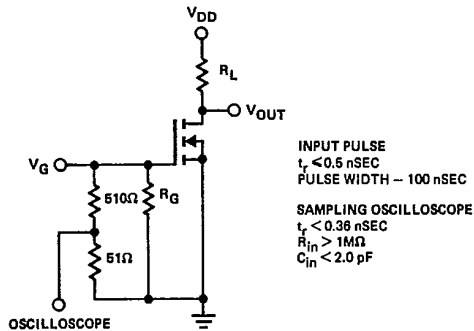 VDD
RL
VOUT
VG
510Ω
RG
51Ω
OSCILLOSCOPE
INPUT PULSE
tr < 0.5 nSEC
PULSE WIDTH – 100 nSEC
SAMPLING OSCILLOSCOPE
tr < 0.36 nSEC
Rin > 1MΩ
Cin < 2.0 pF